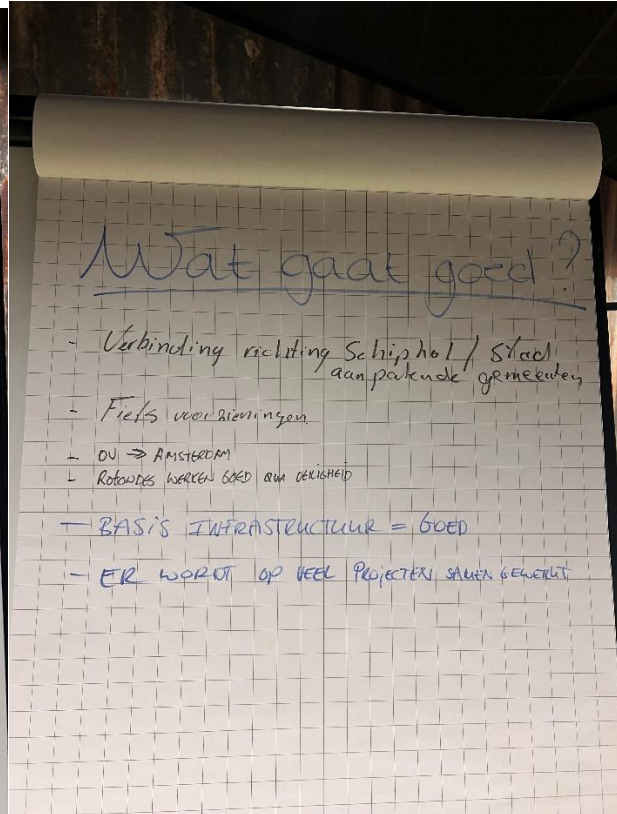 Wat gaat goed?
- Verbinding richting Schiphol / Stad
aanpalende gemeenten
- Fiets voorzieningen.
- OV → AMSTERDAM
- ROTONDES WERKEN GOED QUA VEILIGHEID
- BASIS INFRASTRUCTUUR = GOED
- ER WORDT OP VEEL PROJECTEN SAMEN GEWERKT